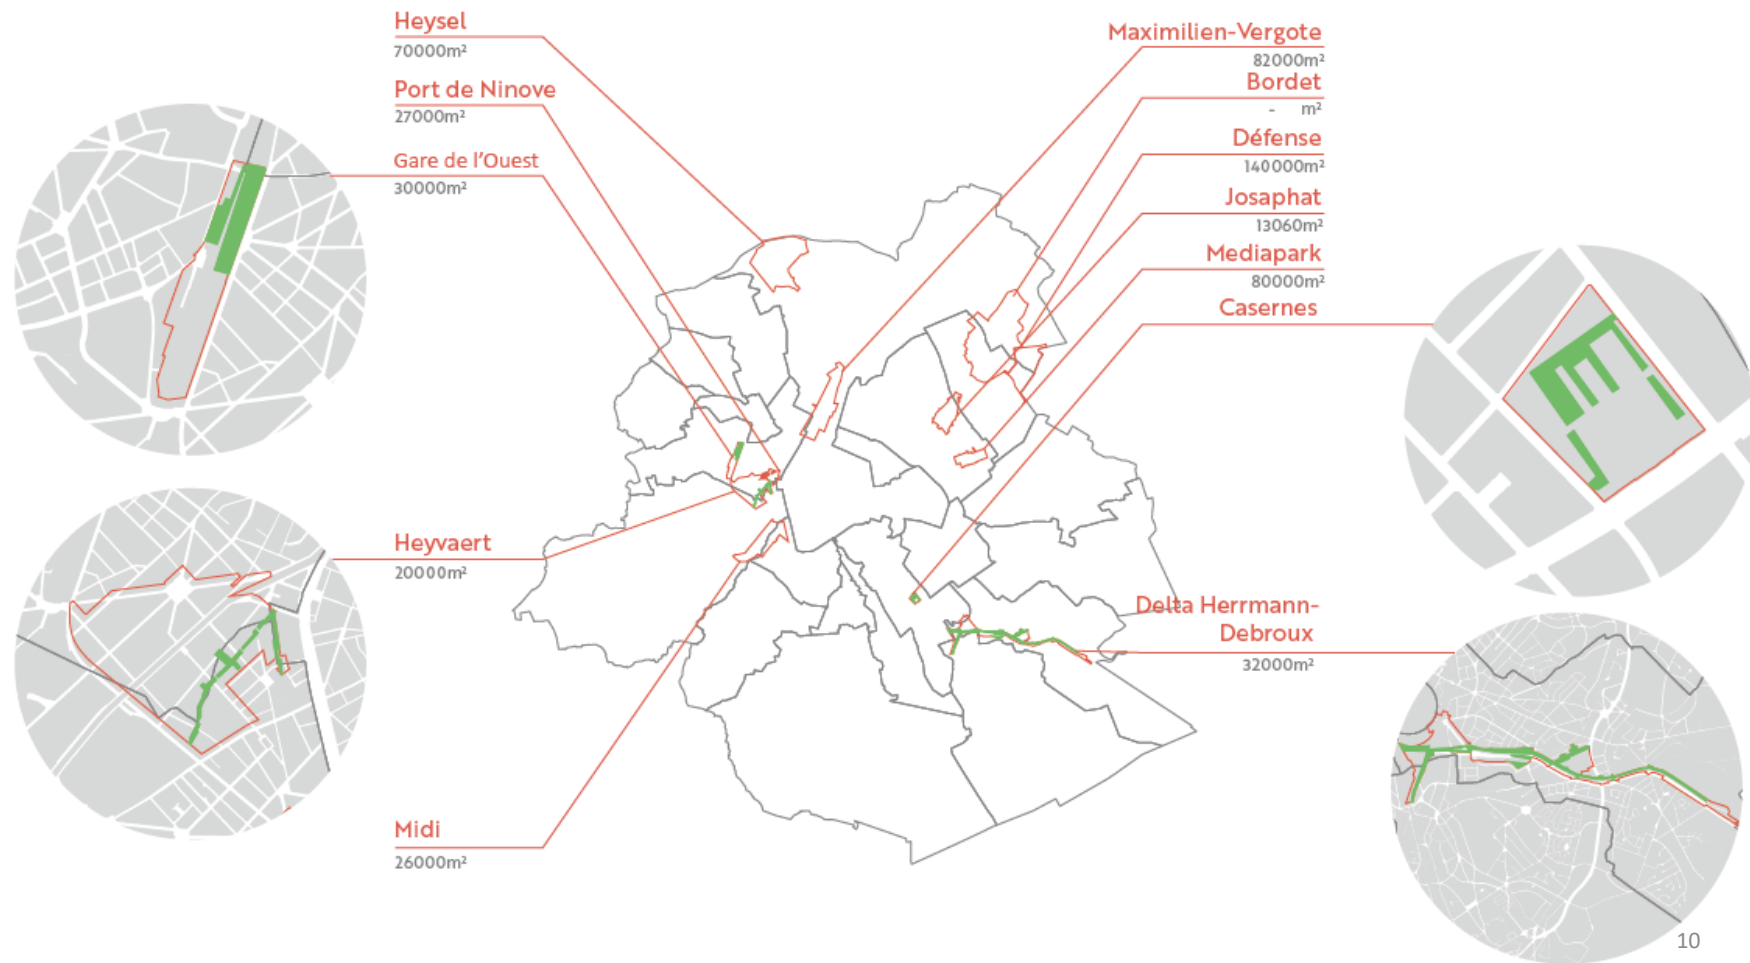 Heysel
70000m²
Port de Ninove
27000m²
Gare de l'Ouest
30000m²
Heyvaert
20000m²
Midi
26000m²
Maximilien-Vergote
82000m²
Bordet
- m²
Défense
140000m²
Josaphat
13060m²
Mediapark
80000m²
Casernes
Delta Herrmann-
Debroux
32000m²
10